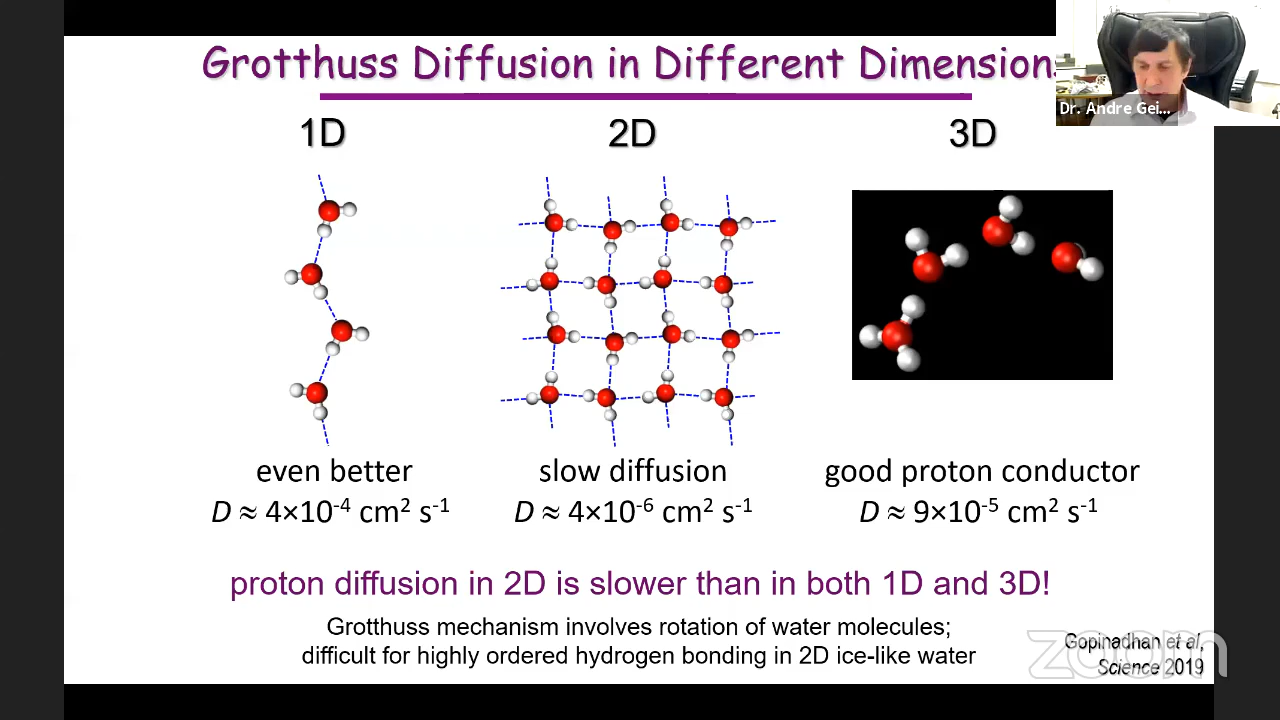 Grotthuss Diffusion in Different Dimension
Dr. Andre Gei...
1D 2D 3D
even better slow diffusion good proton conductor
D ≈ 4×10⁻⁴ cm² s⁻¹ D ≈ 4×10⁻⁶ cm² s⁻¹ D ≈ 9×10⁻⁵ cm² s⁻¹
proton diffusion in 2D is slower than in both 1D and 3D!
Grotthuss mechanism involves rotation of water molecules;
difficult for highly ordered hydrogen bonding in 2D ice-like water
Gopinadhan et al,
Science 2019
zoom